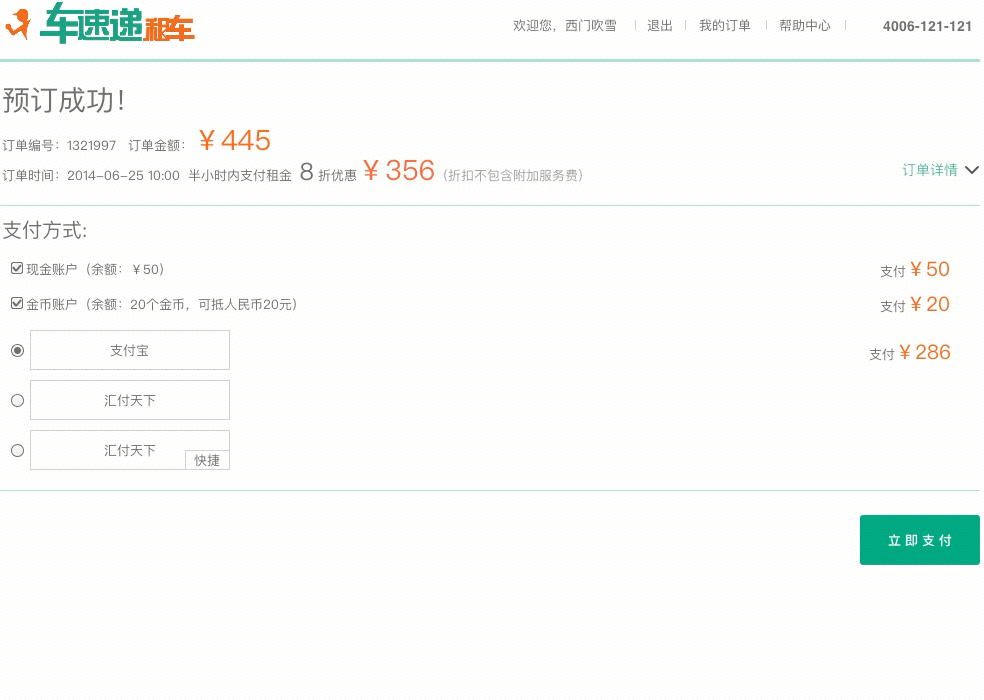 车速递租车
欢迎您，西门吹雪 退出 我的订单 帮助中心 4006-121-121
预订成功！
订单编号：1321997 订单金额：￥445
订单时间：2014-06-25 10:00 半小时内支付租金 8 折优惠 ￥356（折扣不包含附加服务费）
订单详情
支付方式:
现金账户（余额：￥50） 支付￥50
金币账户（余额：20个金币，可抵人民币20元） 支付￥20
支付宝 支付￥286
汇付天下
汇付天下
快捷
立即支付